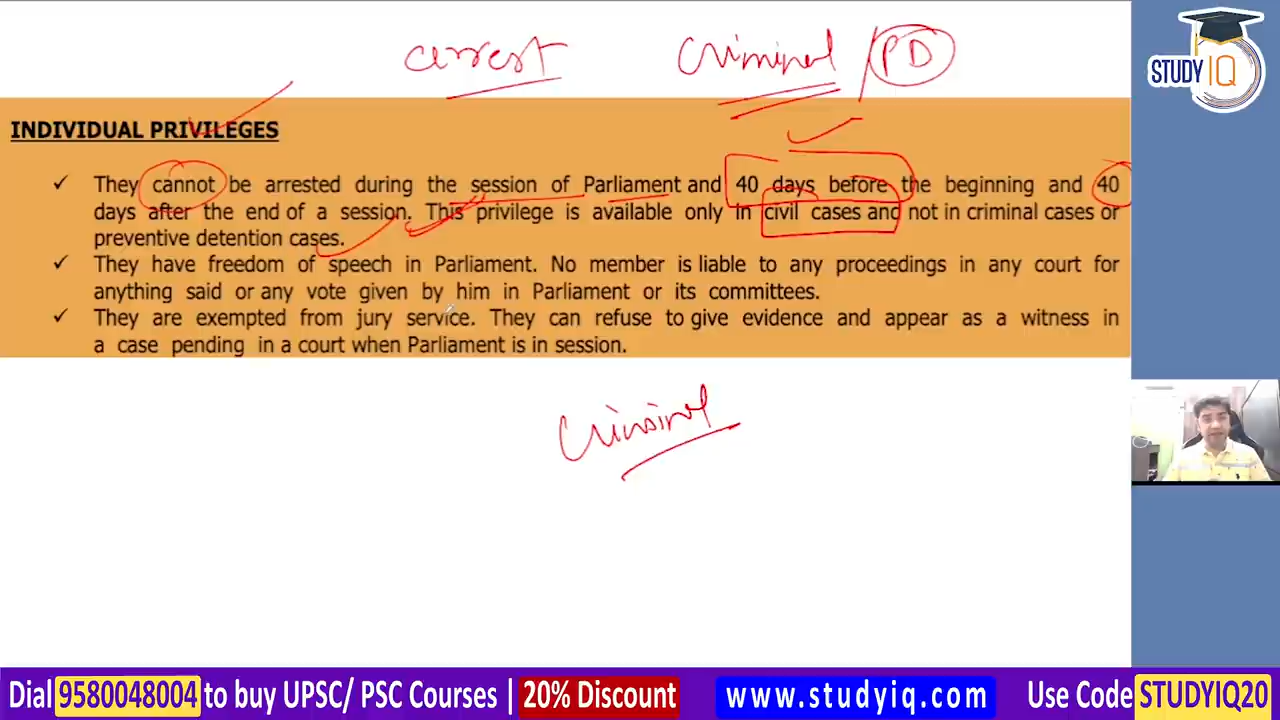 arrest criminal / PD
STUDY IQ
INDIVIDUAL PRIVILEGES
✓ They cannot be arrested during the session of Parliament and 40 days before the beginning and 40
days after the end of a session. This privilege is available only in civil cases and not in criminal cases or
preventive detention cases.
✓ They have freedom of speech in Parliament. No member is liable to any proceedings in any court for
anything said or any vote given by him in Parliament or its committees.
✓ They are exempted from jury service. They can refuse to give evidence and appear as a witness in
a case pending in a court when Parliament is in session.
criminal
Dial 9580048004 to buy UPSC/ PSC Courses | 20% Discount www.studyiq.com Use Code STUDYIQ20